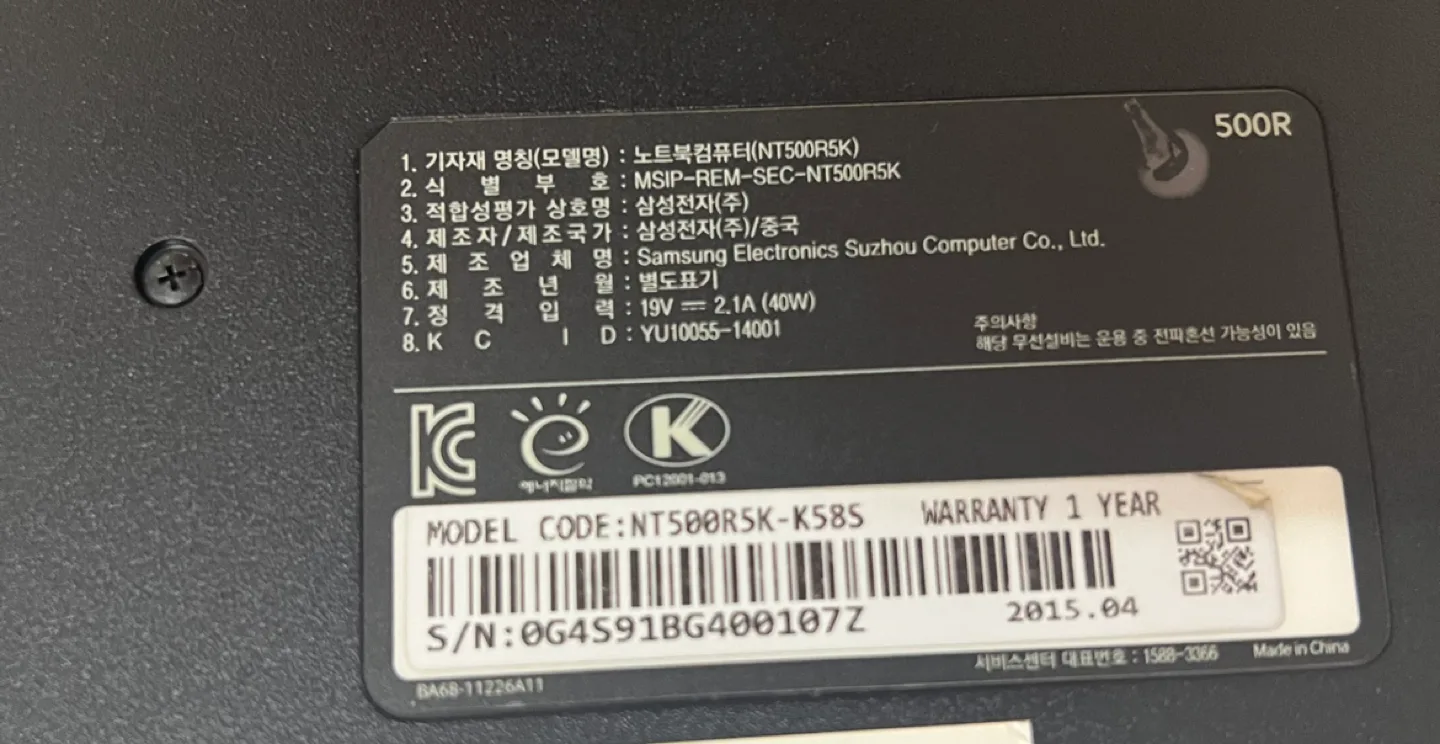 500R
1. 기자재 명칭(모델명) : 노트북컴퓨터(NT500R5K)
2. 식 별 부 호 : MSIP-REM-SEC-NT500R5K
3. 적합성평가 상호명 : 삼성전자(주)
4. 제조자/제조국가 : 삼성전자(주)/중국
5. 제 조 업 체 명 : Samsung Electronics Suzhou Computer Co., Ltd.
6. 제 조 년 월 : 별도표기
7. 정 격 입 력 : 19V ⎓ 2.1A (40W)
8. K C I D : YU10055-14001
주의사항
해당 무선설비는 운용 중 전파혼선 가능성이 있음
KC
e
K
에너지절약
PC12001-013
MODEL CODE:NT500R5K-K58S WARRANTY 1 YEAR
S/N:0G4S91BG400107Z
2015.04
서비스센터 대표번호 : 1588-3366 Made in China
BA68-11226A11